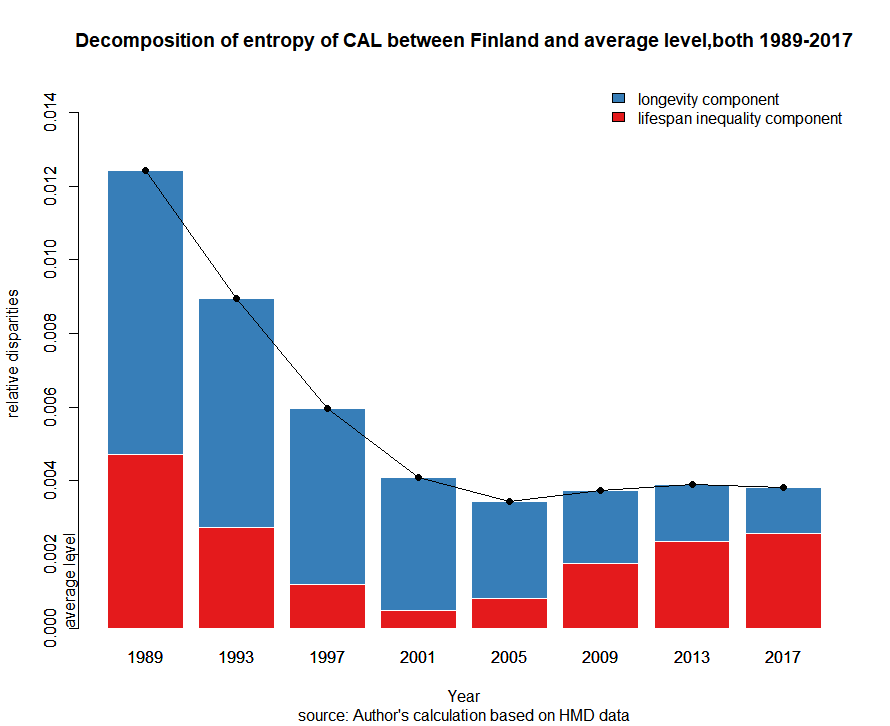 Decomposition of entropy of CAL between Finland and average level,both 1989-2017
longevity component
lifespan inequality component
0.014
0.012
0.010
0.008
0.006
0.004
0.002
0.000
relative disparities
average level
1989 1993 1997 2001 2005 2009 2013 2017
Year
source: Author's calculation based on HMD data